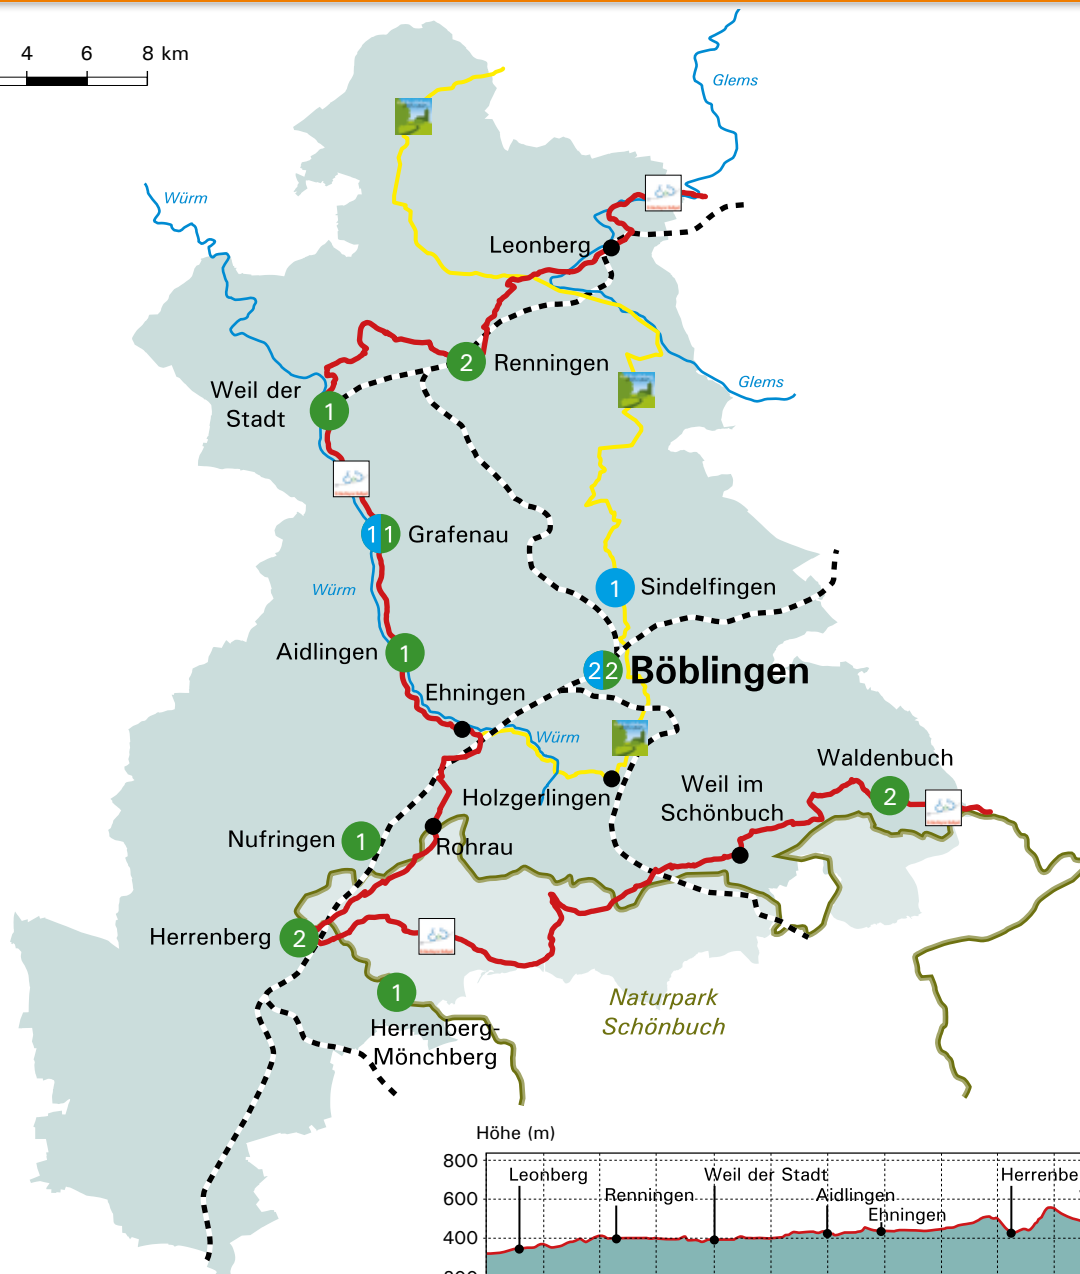 4 6 8 km
Glems
Würm
Leonberg
2 Renningen
Weil der
Stadt
1
Glems
1 1 Grafenau
Würm
1 Sindelfingen
Aidlingen 1
2 2 Böblingen
Ehningen
Würm
Waldenbuch
Weil im
Schönbuch
2
Holzgerlingen
Nufringen 1
Rohrau
Herrenberg 2
1
Naturpark
Schönbuch
Herrenberg-
Mönchberg
Höhe (m)
800
Leonberg Weil der Stadt Herrenbe
600 Renningen Aidlingen
Ehningen
400